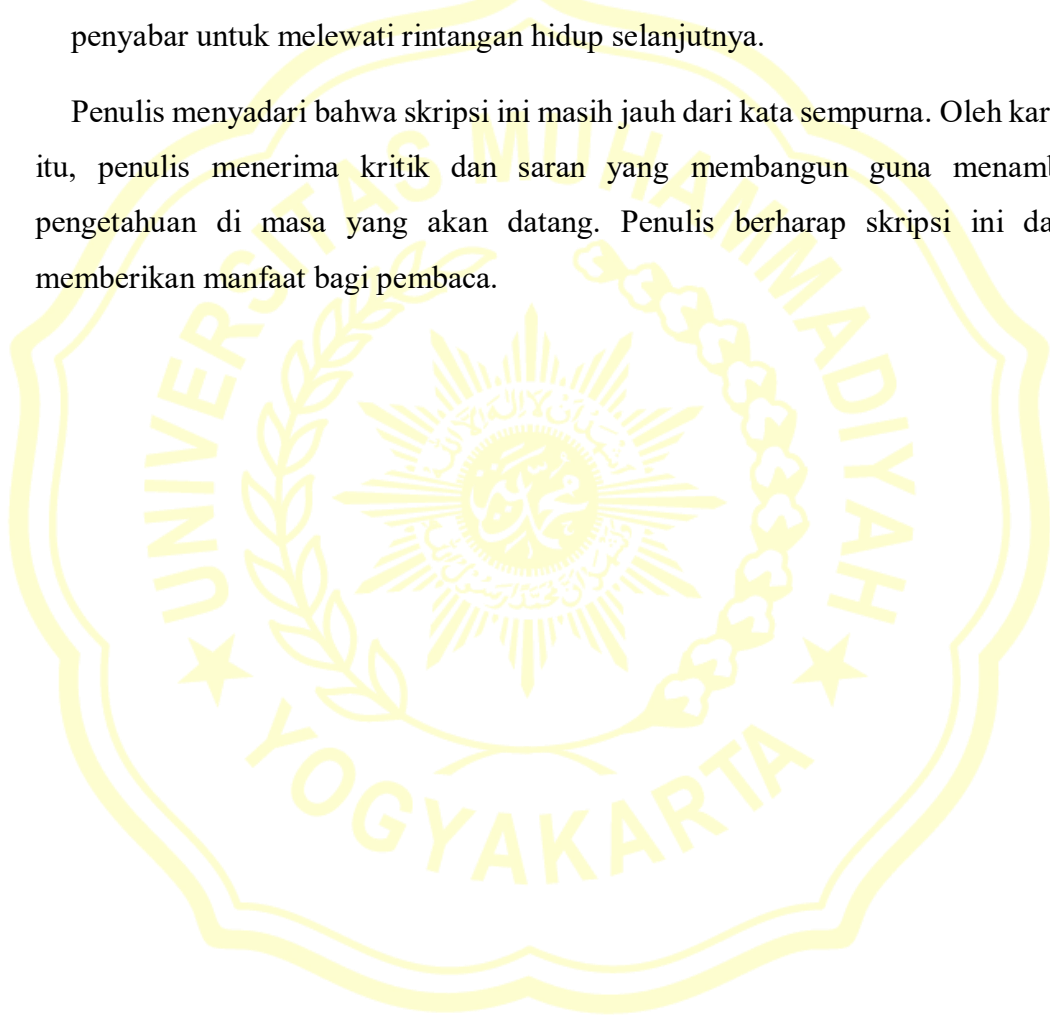 penyabar untuk melewati rintangan hidup selanjutnya.
Penulis menyadari bahwa skripsi ini masih jauh dari kata sempurna. Oleh kar
itu, penulis menerima kritik dan saran yang membangun guna menamb
pengetahuan di masa yang akan datang. Penulis berharap skripsi ini da
memberikan manfaat bagi pembaca.
UNIVERSITAS MUHAMMADIYAH
YOGYAKARTA